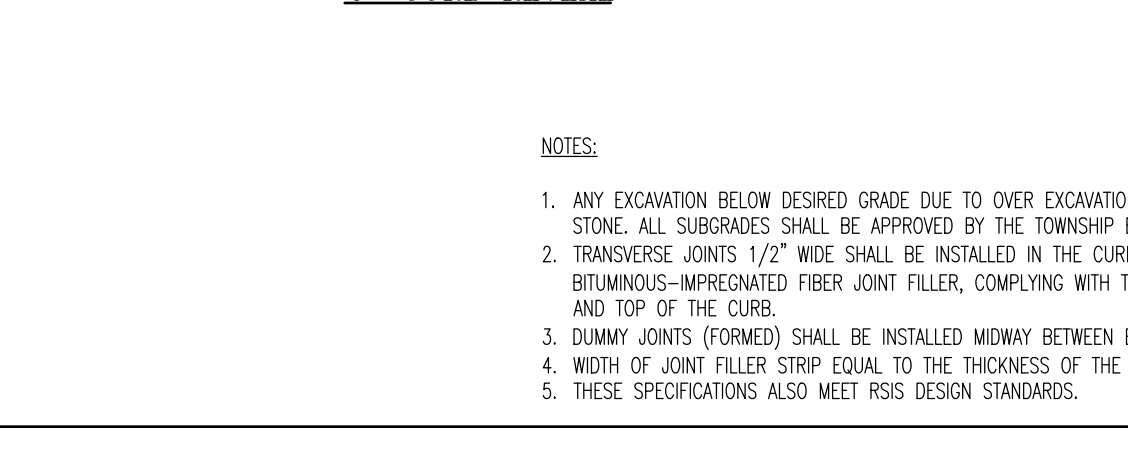 NOTES:
1. ANY EXCAVATION BELOW DESIRED GRADE DUE TO OVER EXCAVATIO
STONE. ALL SUBGRADES SHALL BE APPROVED BY THE TOWNSHIP
2. TRANSVERSE JOINTS 1/2" WIDE SHALL BE INSTALLED IN THE CUR
BITUMINOUS-IMPREGNATED FIBER JOINT FILLER, COMPLYING WITH
AND TOP OF THE CURB.
3. DUMMY JOINTS (FORMED) SHALL BE INSTALLED MIDWAY BETWEEN
4. WIDTH OF JOINT FILLER STRIP EQUAL TO THE THICKNESS OF THE
5. THESE SPECIFICATIONS ALSO MEET RSIS DESIGN STANDARDS.